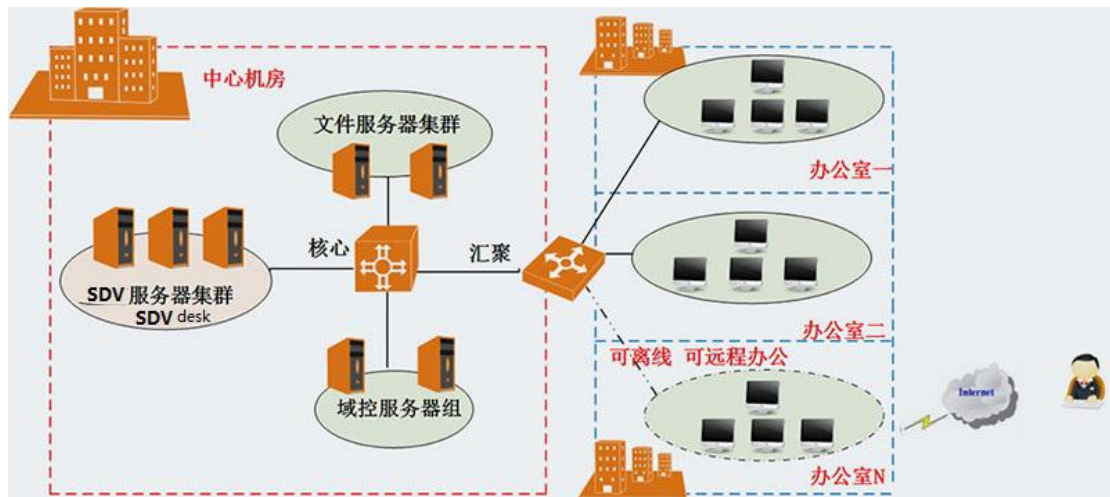 中心机房
文件服务器集群
核心
汇聚
SDV 服务器集群
SDV desk
域控服务器组
办公室一
办公室二
可离线 可远程办公
Internet
办公室N